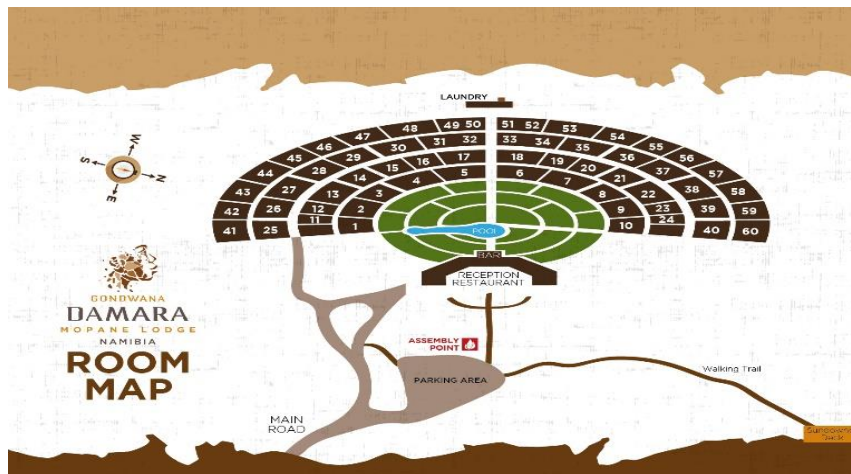 LAUNDRY
47 48 49 50 51 52 53 54
46 30 31 32 33 34 35 55
45 29 15 16 17 18 19 20 36 56
44 28 14 4 5 6 7 21 37 57
43 27 13 3 8 22 38 58
42 26 12 2 9 23 39 59
41 25 11 1 10 24 40 60
W
S
N
E
POOL
BAR
RECEPTION
RESTAURANT
GONDWANA
DAMARA
MOPANE LODGE
NAMIBIA
ROOM
MAP
ASSEMBLY
POINT
PARKING AREA
Walking Trail
MAIN
ROAD
Sundown